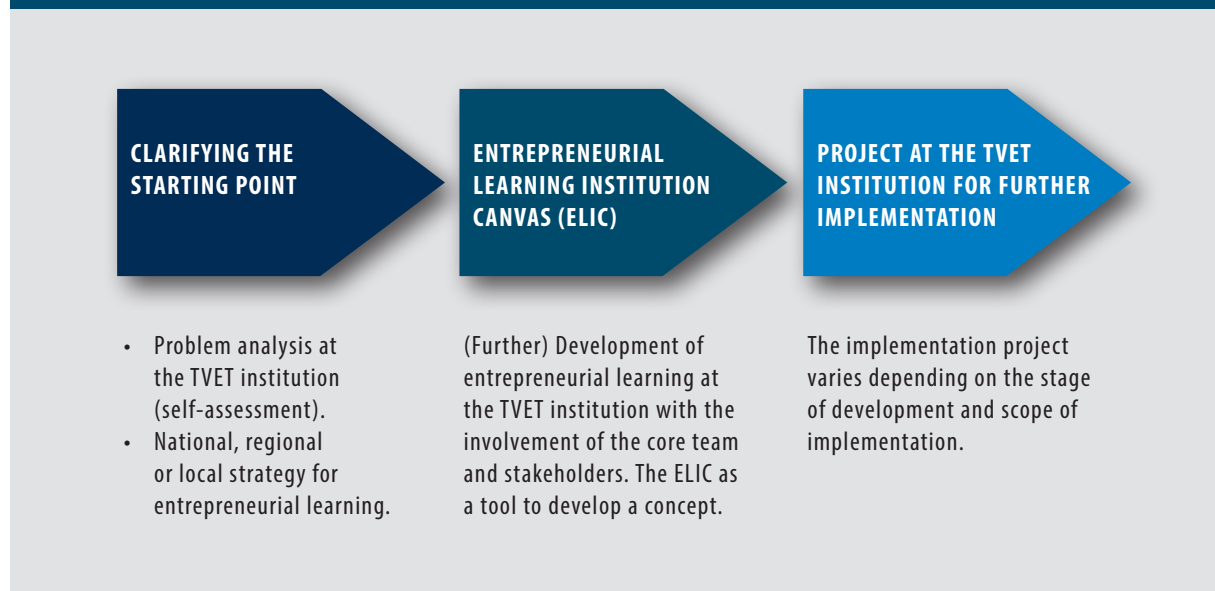 CLARIFYING THE
STARTING POINT
ENTREPRENEURIAL
LEARNING INSTITUTION
CANVAS (ELIC)
PROJECT AT THE TVET
INSTITUTION FOR FURTHER
IMPLEMENTATION
• Problem analysis at
the TVET institution
(self-assessment).
• National, regional
or local strategy for
entrepreneurial learning.
(Further) Development of
entrepreneurial learning at
the TVET institution with the
involvement of the core team
and stakeholders. The ELIC as
a tool to develop a concept.
The implementation project
varies depending on the stage
of development and scope of
implementation.